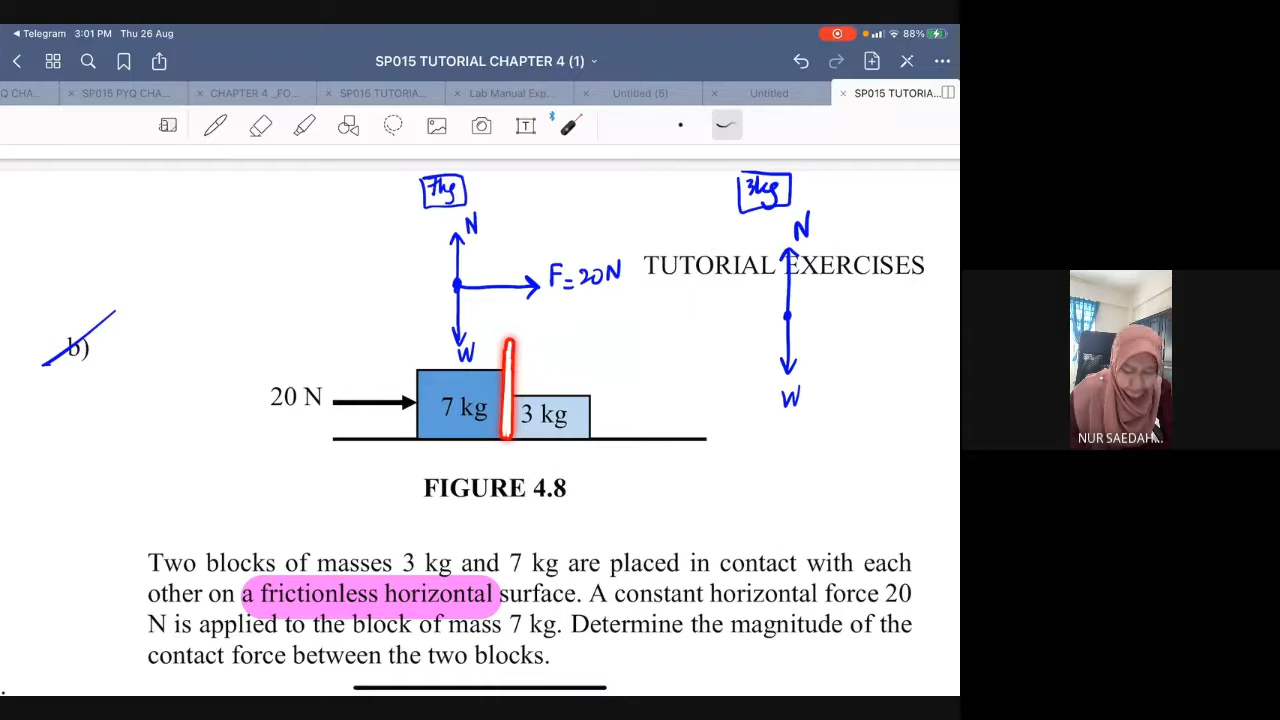 Telegram 3:01 PM Thu 26 Aug
88%
SP015 TUTORIAL CHAPTER 4 (1)
Q CHA... SP015 PYQ CHA... CHAPTER 4 _FO... SP015 TUTORIA... Lab Manual Exp... Untitled (5) Untitled SP015 TUTORIA...
T
7kg
3kg
N
N
F=20N
TUTORIAL EXERCISES
b)
W
W
20 N
7 kg
3 kg
FIGURE 4.8
Two blocks of masses 3 kg and 7 kg are placed in contact with each
other on a frictionless horizontal surface. A constant horizontal force 20
N is applied to the block of mass 7 kg. Determine the magnitude of the
contact force between the two blocks.
NUR SAEDAH...